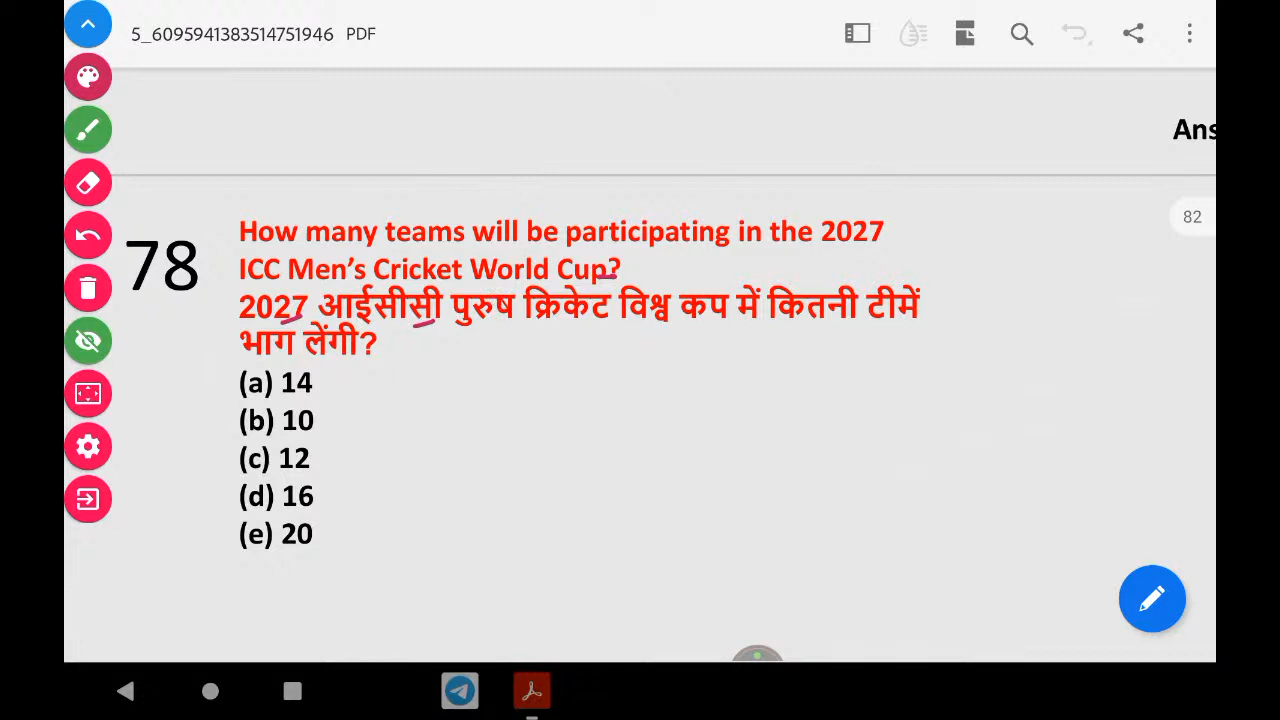 5_6095941383514751946 PDF
Ans
82
78
How many teams will be participating in the 2027
ICC Men's Cricket World Cup?
2027 आईसीसी पुरुष क्रिकेट विश्व कप में कितनी टीमें
भाग लेंगी?
(a) 14
(b) 10
(c) 12
(d) 16
(e) 20